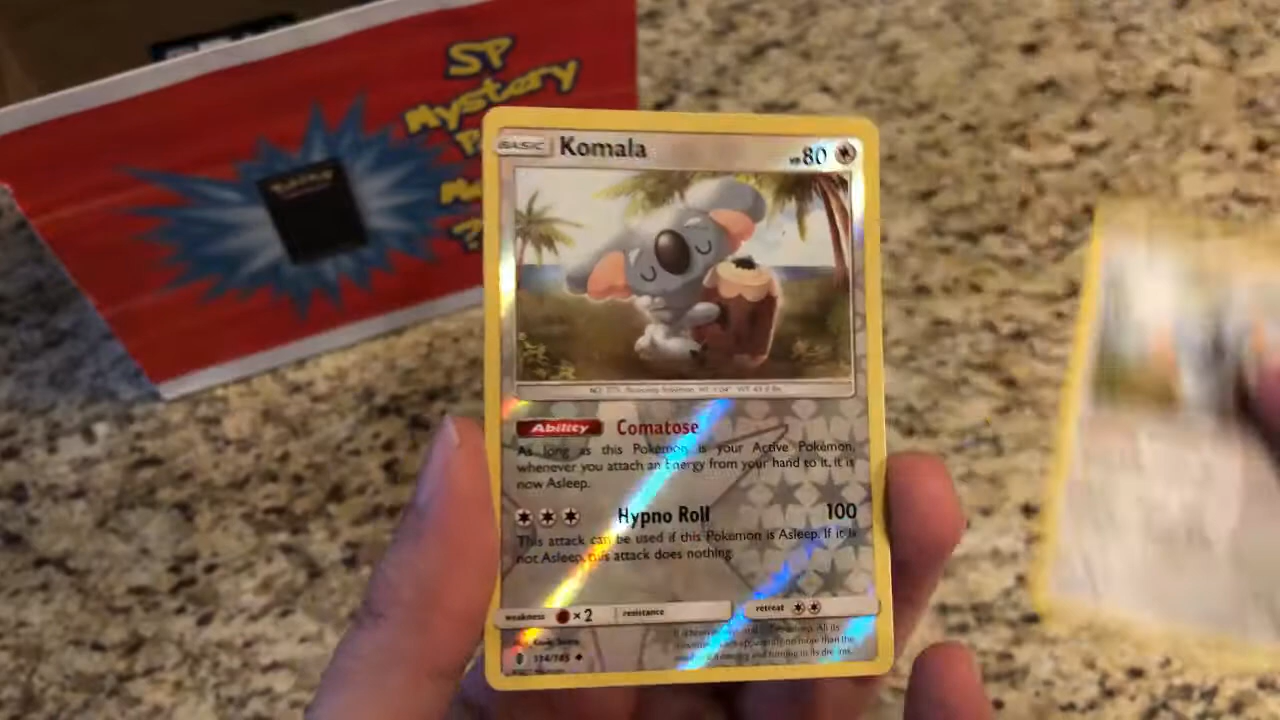 SP
Mystery
BASIC Komala HP 80
Ability Comatose
As long as this Pokémon is your Active Pokémon,
whenever you attach an Energy from your hand to it, it is
now Asleep.
Hypno Roll 100
This attack can be used if this Pokémon is Asleep. If it is
not Asleep, this attack does nothing.
weakness ×2 resistance retreat